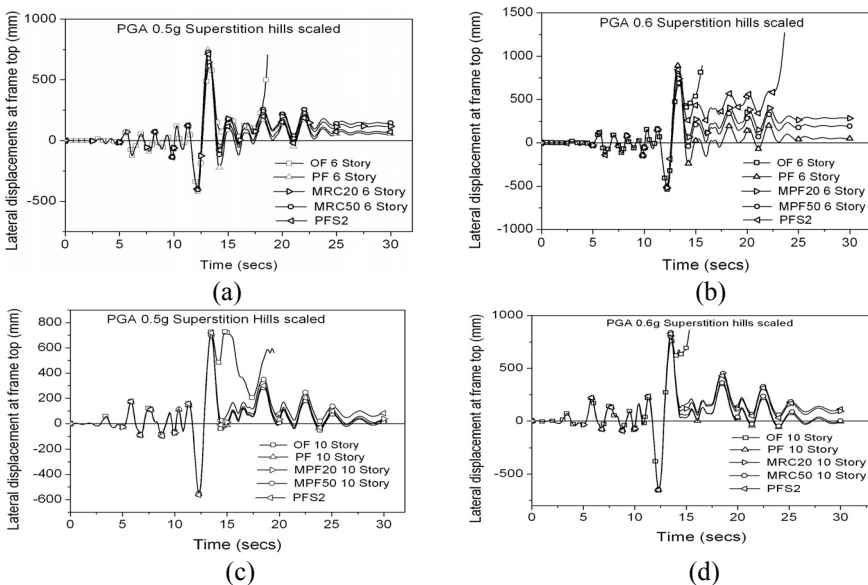 PGA 0.5g Superstition hills scaled
Lateral displacements at frame top (mm)
1000
500
0
-500
OF 6 Story
PF 6 Story
MRC20 6 Story
MRC50 6 Story
PFS2
0 5 10 15 20 25 30
Time (secs)
(a)
PGA 0.6 Superstition hills scaled
Lateral displacement at frame top (mm)
1500
1000
500
0
-500
-1000
OF 6 Story
PF 6 Story
MPF20 6 Story
MPF50 6 Story
PFS2
0 5 10 15 20 25 30
Time (secs)
(b)
PGA 0.5g Superstition Hills scaled
Lateral displacement at frame top (mm)
800
600
400
200
0
-200
-400
-600
OF 10 Story
PF 10 Story
MPF20 10 Story
MPF50 10 Story
PFS2
0 5 10 15 20 25 30
Time (secs)
(c)
PGA 0.6g Superstition hills scaled
Lateral displacement at frame top (mm)
1000
500
0
-500
OF 10 Story
PF 10 Story
MRC20 10 Story
MRC50 10 Story
PFS2
0 5 10 15 20 25 30
Time (secs)
(d)